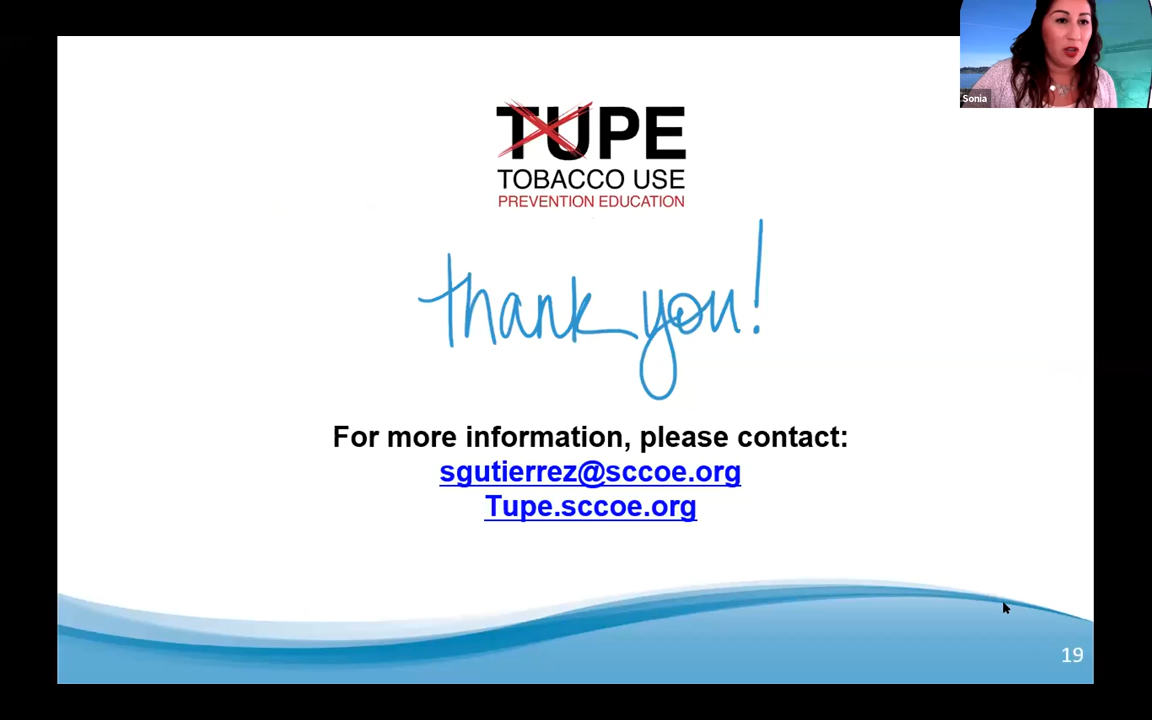 Sonia
TUPE
TOBACCO USE
PREVENTION EDUCATION
thank you!
For more information, please contact:
sgutierrez@sccoe.org
Tupe.sccoe.org
19